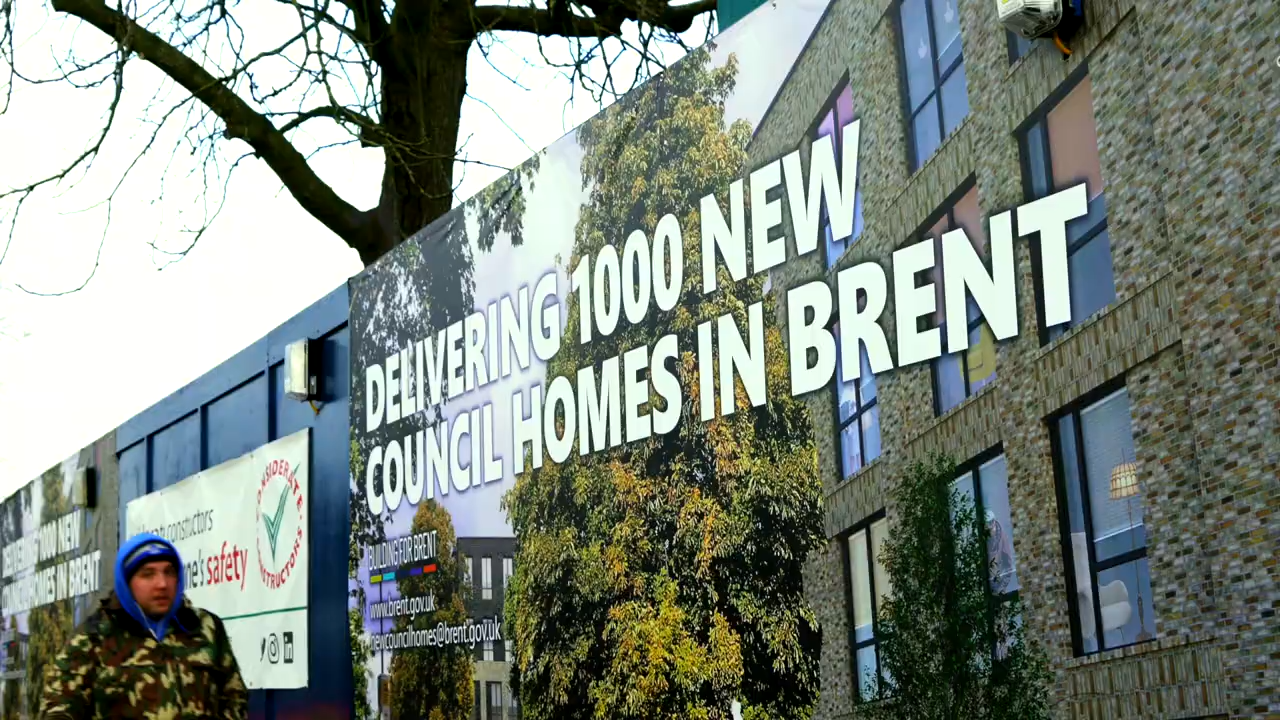 DELIVERING 1000 NEW
COUNCIL HOMES IN BRENT
BUILDING FOR BRENT
www.brent.gov.uk
newcouncilhomes@brent.gov.uk
CONSIDERATE
CONSTRUCTORS
constructors
safety
1000 NEW
COUNCIL HOMES IN BRENT